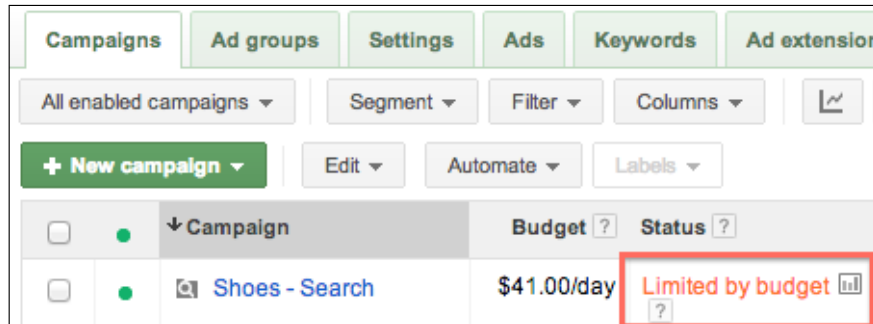 Campaigns Ad groups Settings Ads Keywords Ad extension
All enabled campaigns Segment Filter Columns
+ New campaign Edit Automate Labels
Campaign Budget ? Status ?
Shoes - Search $41.00/day Limited by budget
?